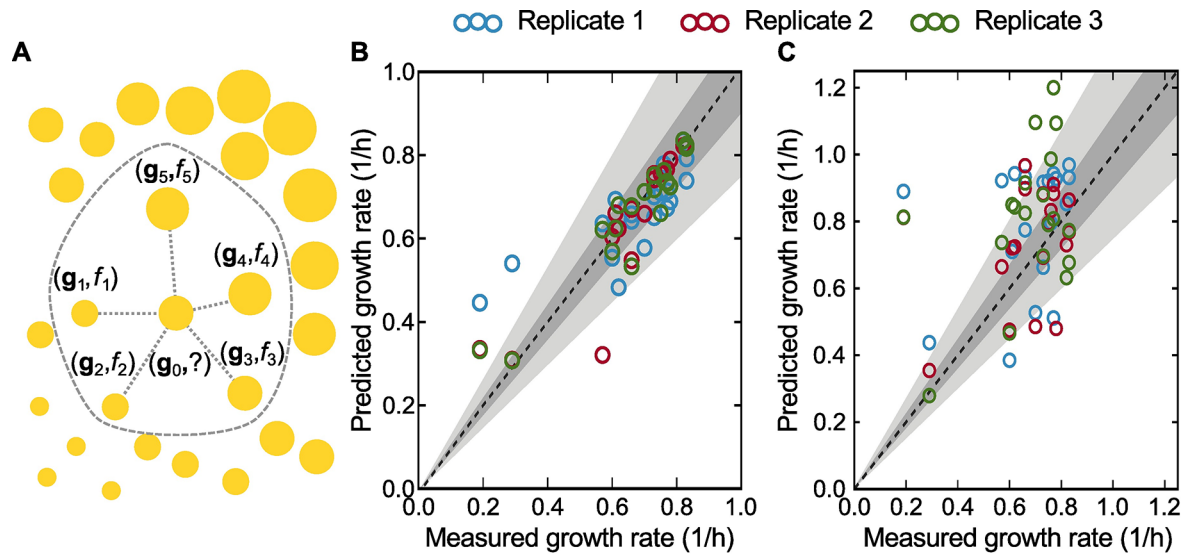 Replicate 1 Replicate 2 Replicate 3
A
(g5,f5)
(g4,f4)
(g1,f1)
(g2,f2) (g0,?) (g3,f3)
B
Predicted growth rate (1/h)
1.0
0.8
0.6
0.4
0.2
0.0
0.0 0.2 0.4 0.6 0.8 1.0
Measured growth rate (1/h)
C
Predicted growth rate (1/h)
1.2
1.0
0.8
0.6
0.4
0.2
0.0
0.0 0.2 0.4 0.6 0.8 1.0 1.2
Measured growth rate (1/h)